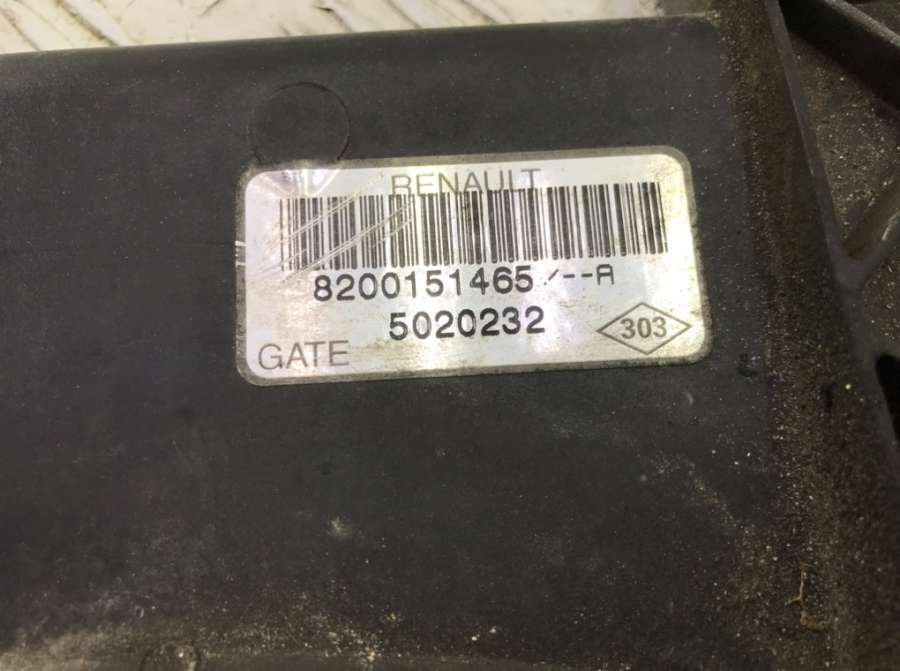 RENAULT
8200151465/--A
5020232
303
GATE